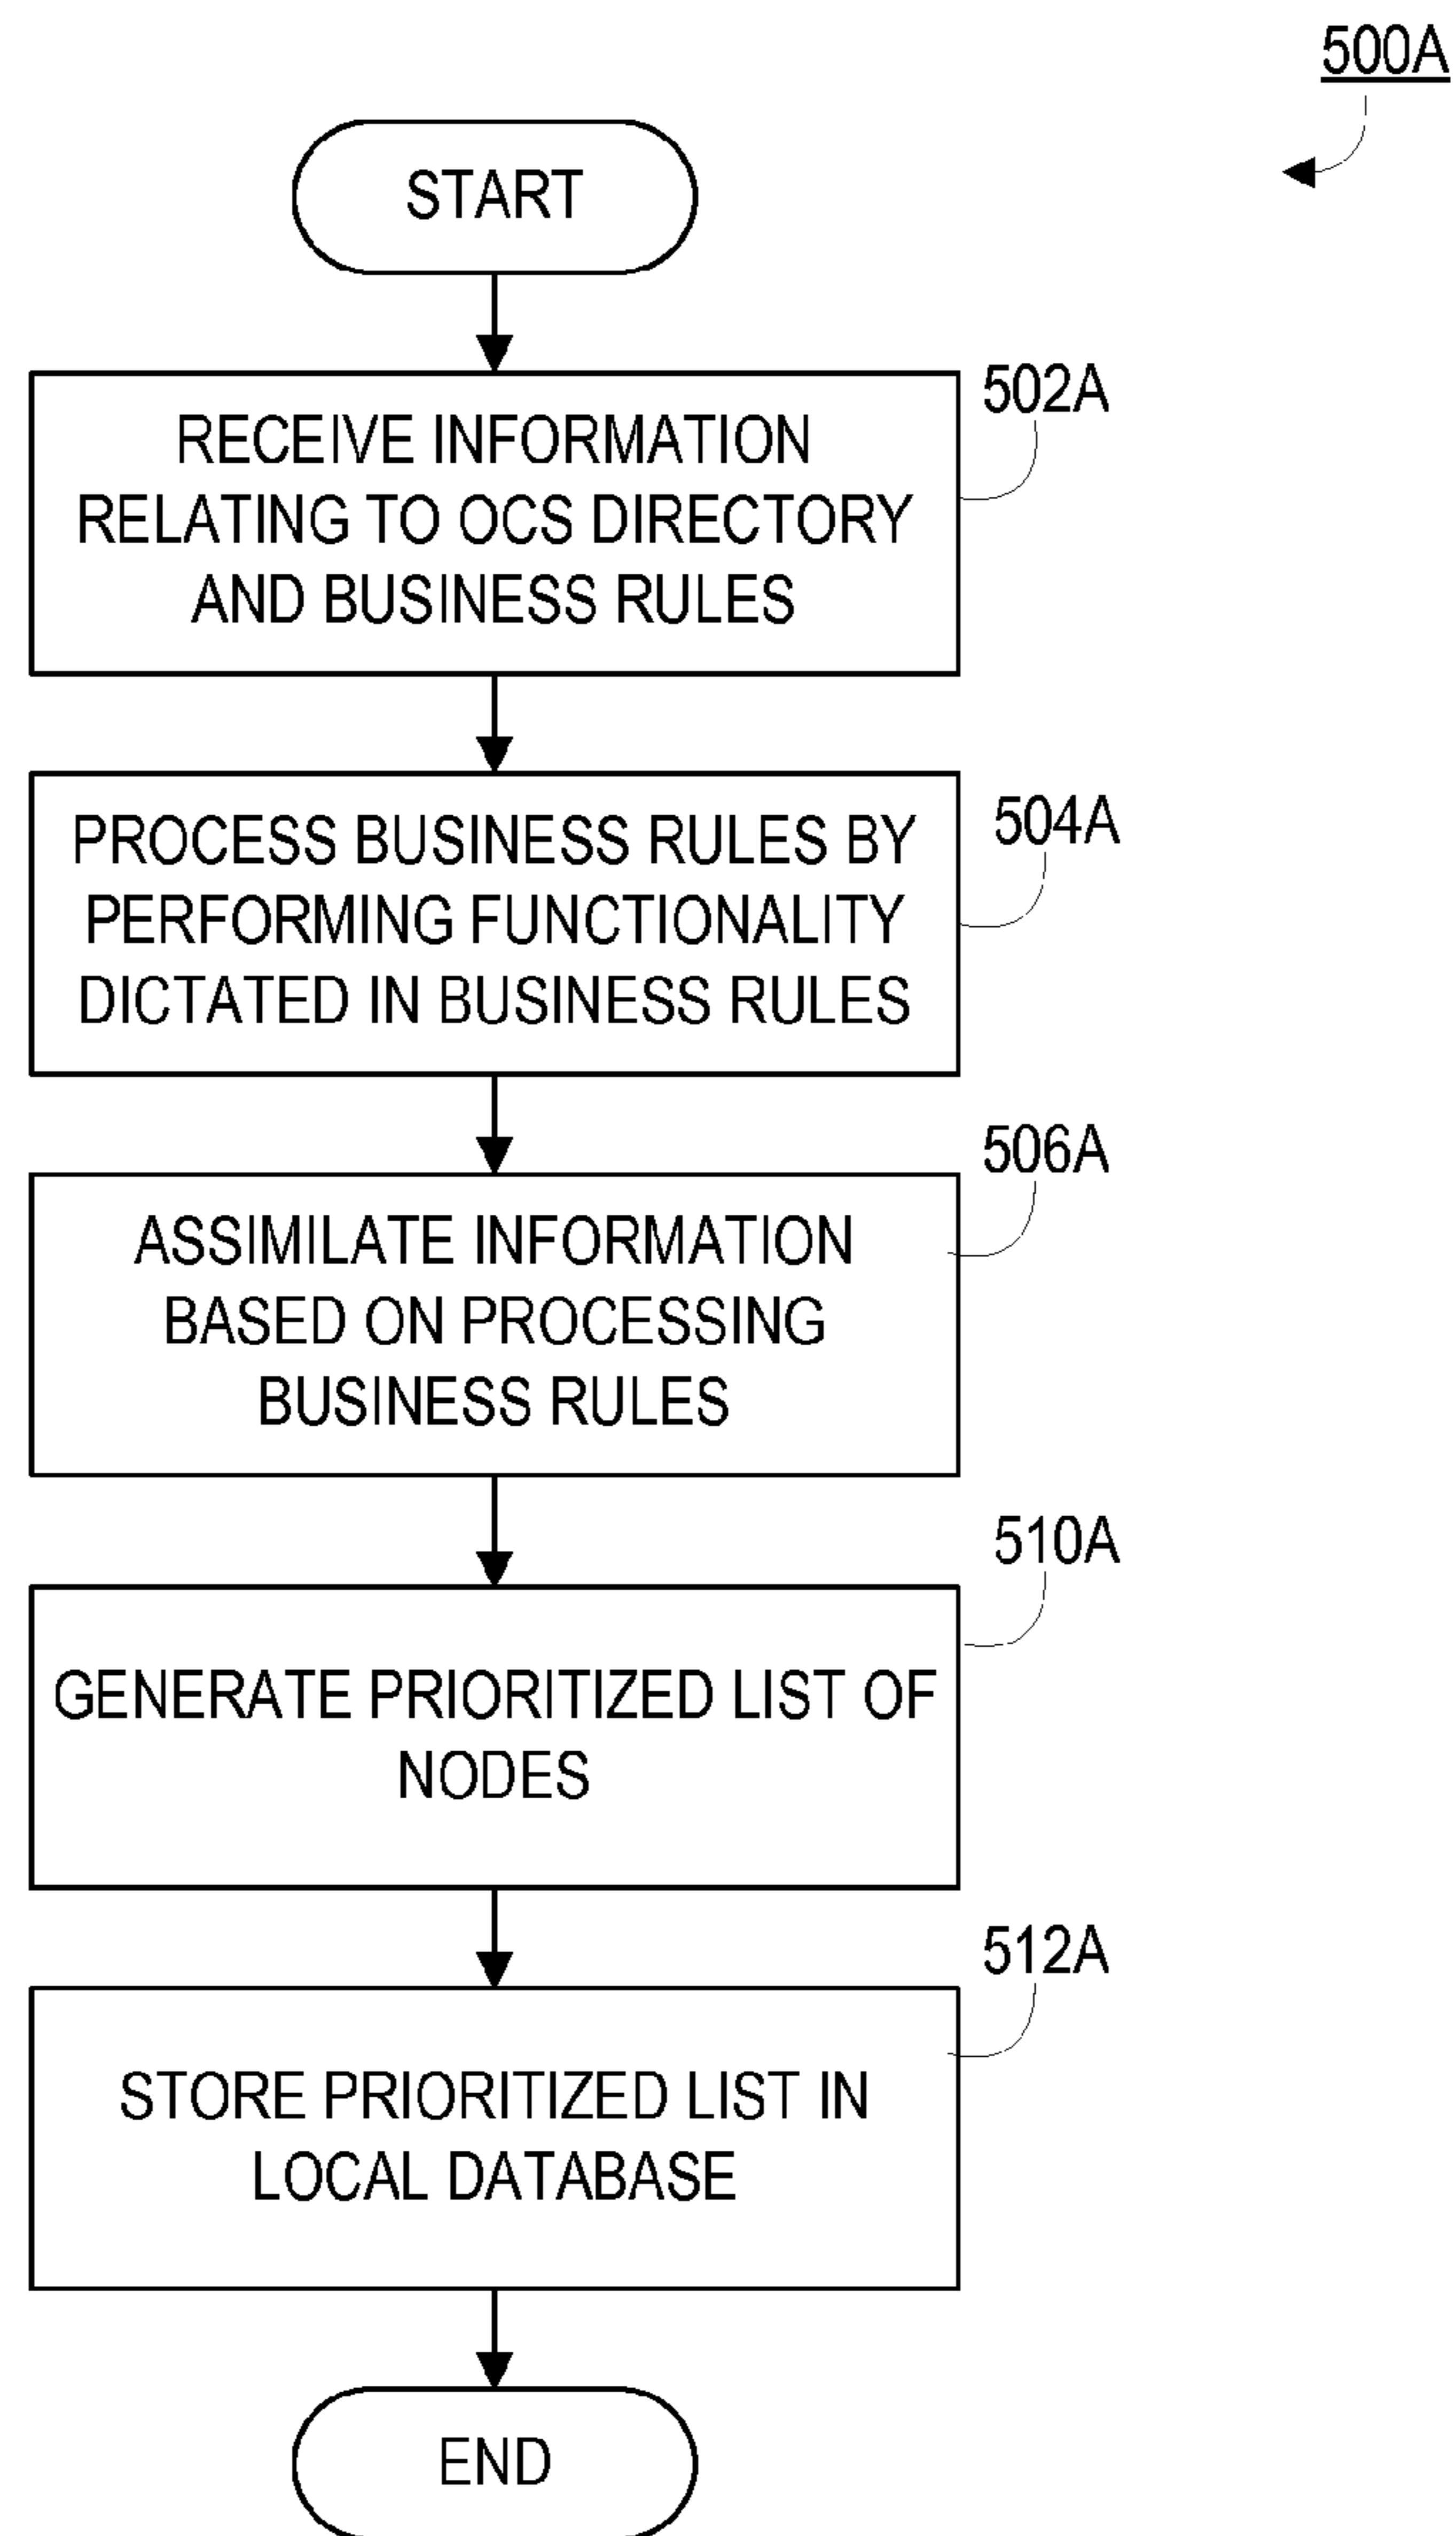 500A
START
502A
RECEIVE INFORMATION
RELATING TO OCS DIRECTORY
AND BUSINESS RULES
504A
PROCESS BUSINESS RULES BY
PERFORMING FUNCTIONALITY
DICTATED IN BUSINESS RULES
506A
ASSIMILATE INFORMATION
BASED ON PROCESSING
BUSINESS RULES
510A
GENERATE PRIORITIZED LIST OF
NODES
512A
STORE PRIORITIZED LIST IN
LOCAL DATABASE
END